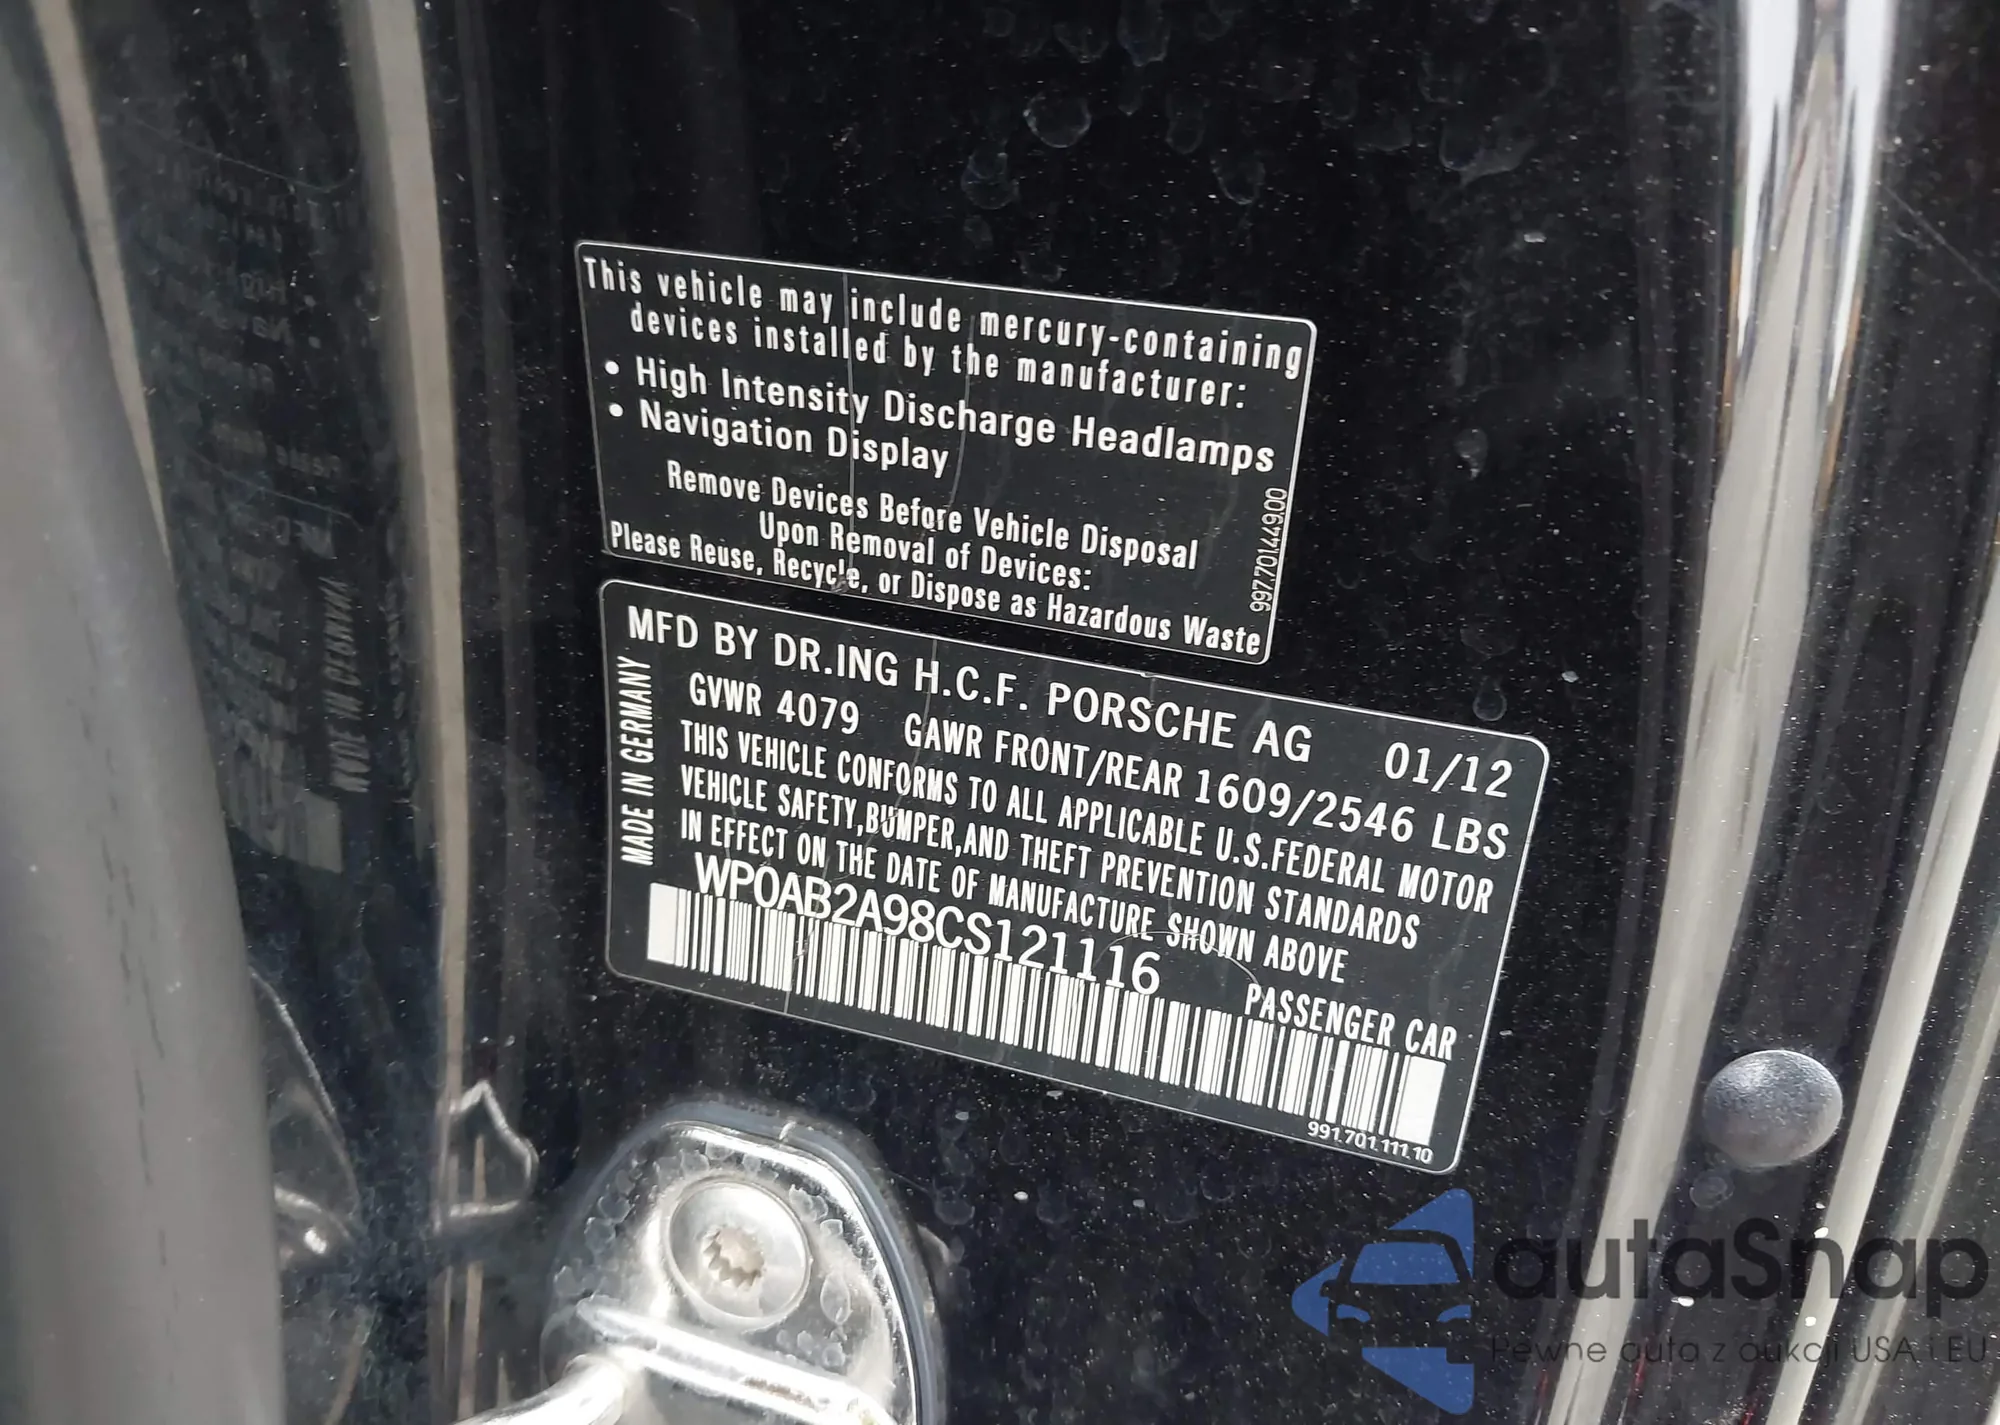 This vehicle may include mercury-containing
devices installed by the manufacturer:
• High Intensity Discharge Headlamps
• Navigation Display
Remove Devices Before Vehicle Disposal
Upon Removal of Devices:
Please Reuse, Recycle, or Dispose as Hazardous Waste
997.701.449.00
MFD BY DR.ING H.C.F. PORSCHE AG 01/12
GVWR 4079 GAWR FRONT/REAR 1609/2546 LBS
THIS VEHICLE CONFORMS TO ALL APPLICABLE U.S.FEDERAL MOTOR
VEHICLE SAFETY,BUMPER,AND THEFT PREVENTION STANDARDS
IN EFFECT ON THE DATE OF MANUFACTURE SHOWN ABOVE
WP0AB2A98CS121116
PASSENGER CAR
MADE IN GERMANY
991.701.111.10
autaSnap
Pewne auta z aukcji USA i EU